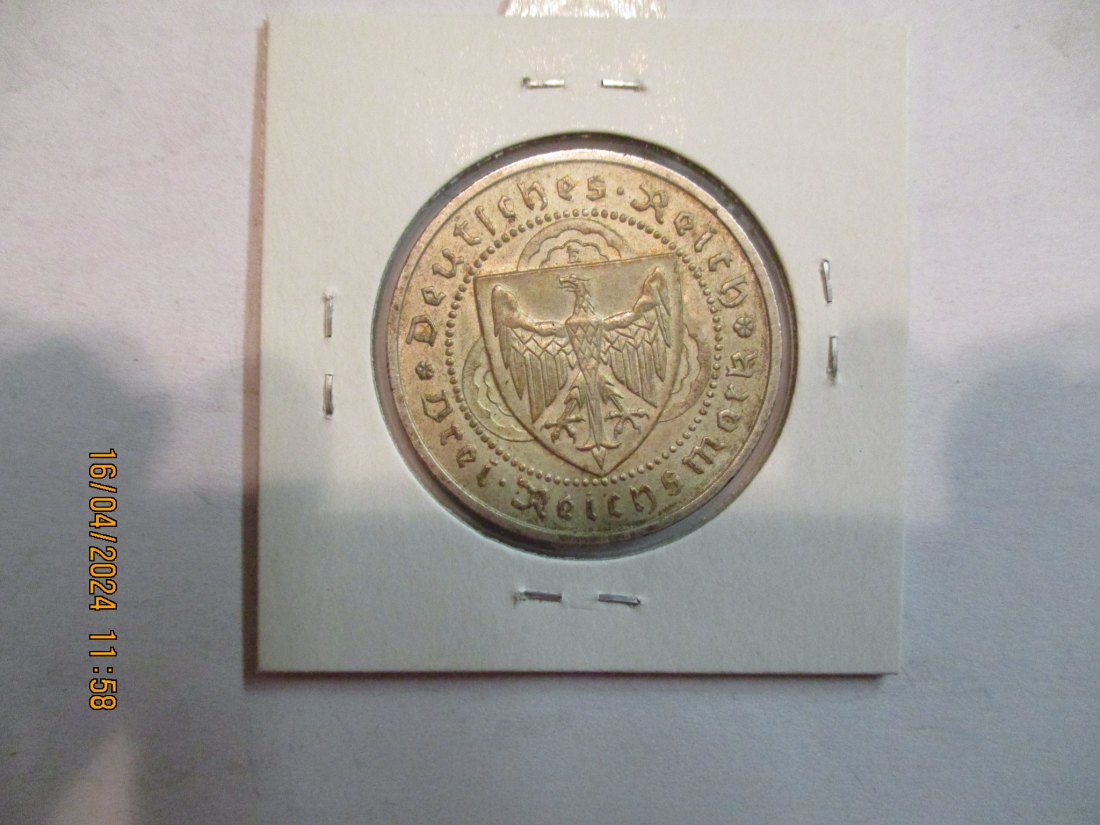 Deutsches · Reich
E
Drei · Reichsmark
16/04/2024 11:58